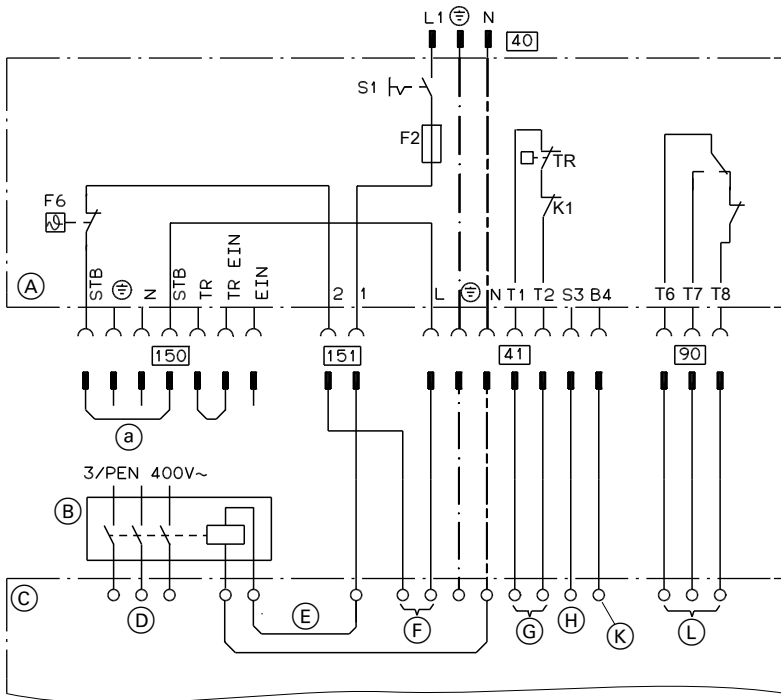 L1 ⏚ N 40
S1
F2
TR
F6
K1
A
STB ⏚ N STB TR TR EIN EIN 2 1 L ⏚ N T1 T2 S3 B4 T6 T7 T8
150 151 41 90
a
3/PEN 400V~
B
C
D E F G H K L